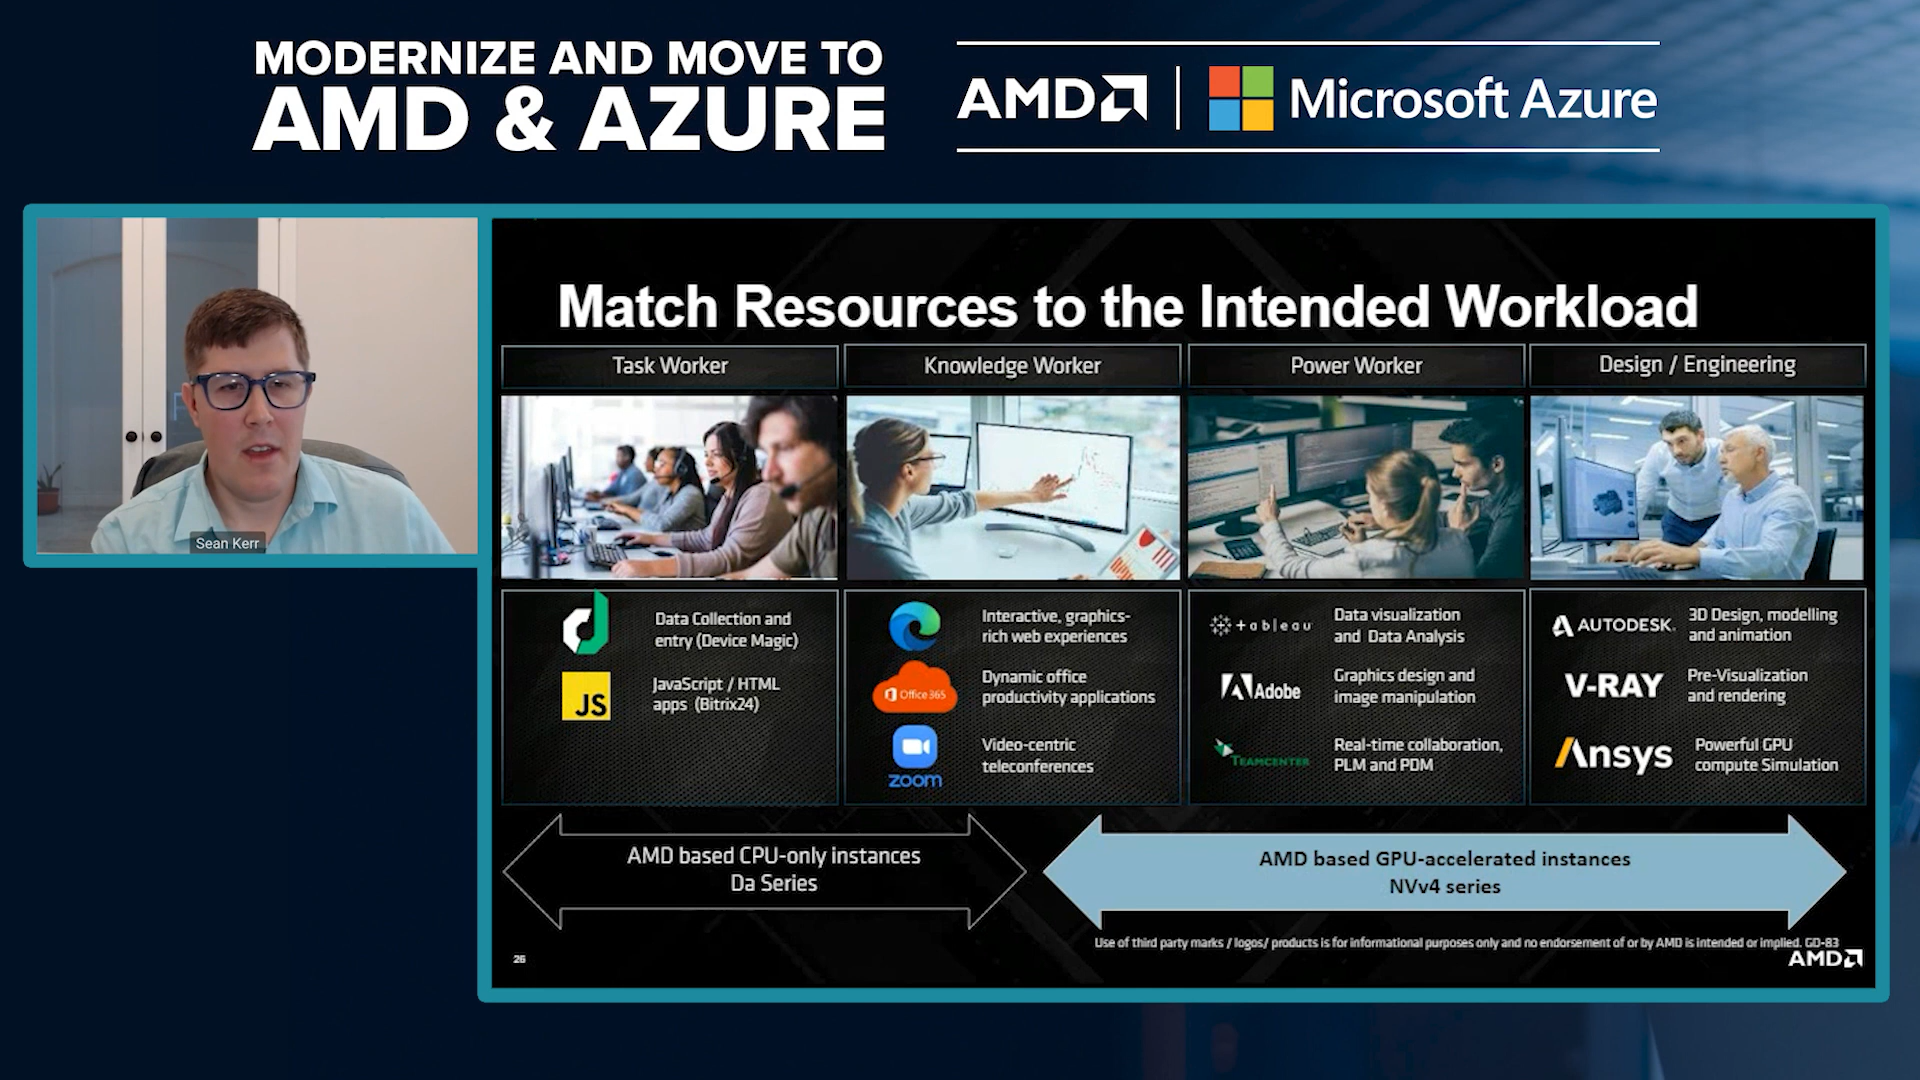 MODERNIZE AND MOVE TO
AMD & AZURE
AMD
Microsoft Azure
Sean Kerr
Match Resources to the Intended Workload
Task Worker
Knowledge Worker
Power Worker
Design / Engineering
Data Collection and
entry (Device Magic)
JS
JavaScript / HTML
apps (Bitrix24)
Interactive, graphics-
rich web experiences
Office 365
Dynamic office
productivity applications
zoom
Video-centric
teleconferences
+ableau
Data visualization
and Data Analysis
Adobe
Graphics design and
image manipulation
TEAMCENTER
Real-time collaboration,
PLM and PDM
AUTODESK.
3D Design, modelling
and animation
V-RAY
Pre-Visualization
and rendering
Ansys
Powerful GPU
compute Simulation
AMD based CPU-only instances
Da Series
AMD based GPU-accelerated instances
NVv4 series
Use of third party marks / logos/ products is for informational purposes only and no endorsement of or by AMD is intended or implied. GD-83
26
AMD